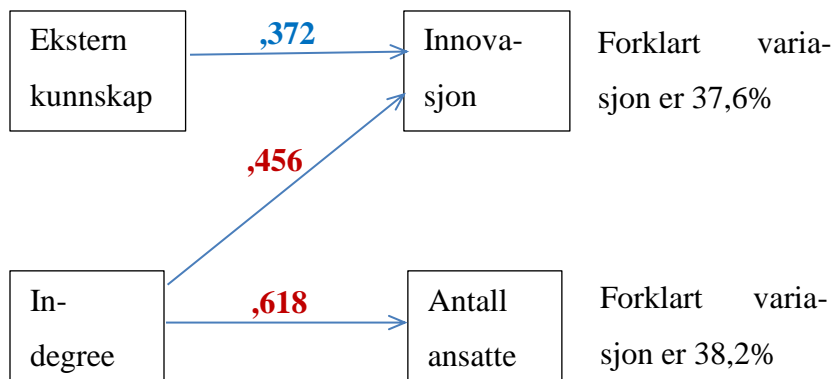 Ekstern
kunnskap
,372
Innova-
sjon
Forklart varia-
sjon er 37,6%
,456
In-
degree
,618
Antall
ansatte
Forklart varia-
sjon er 38,2%